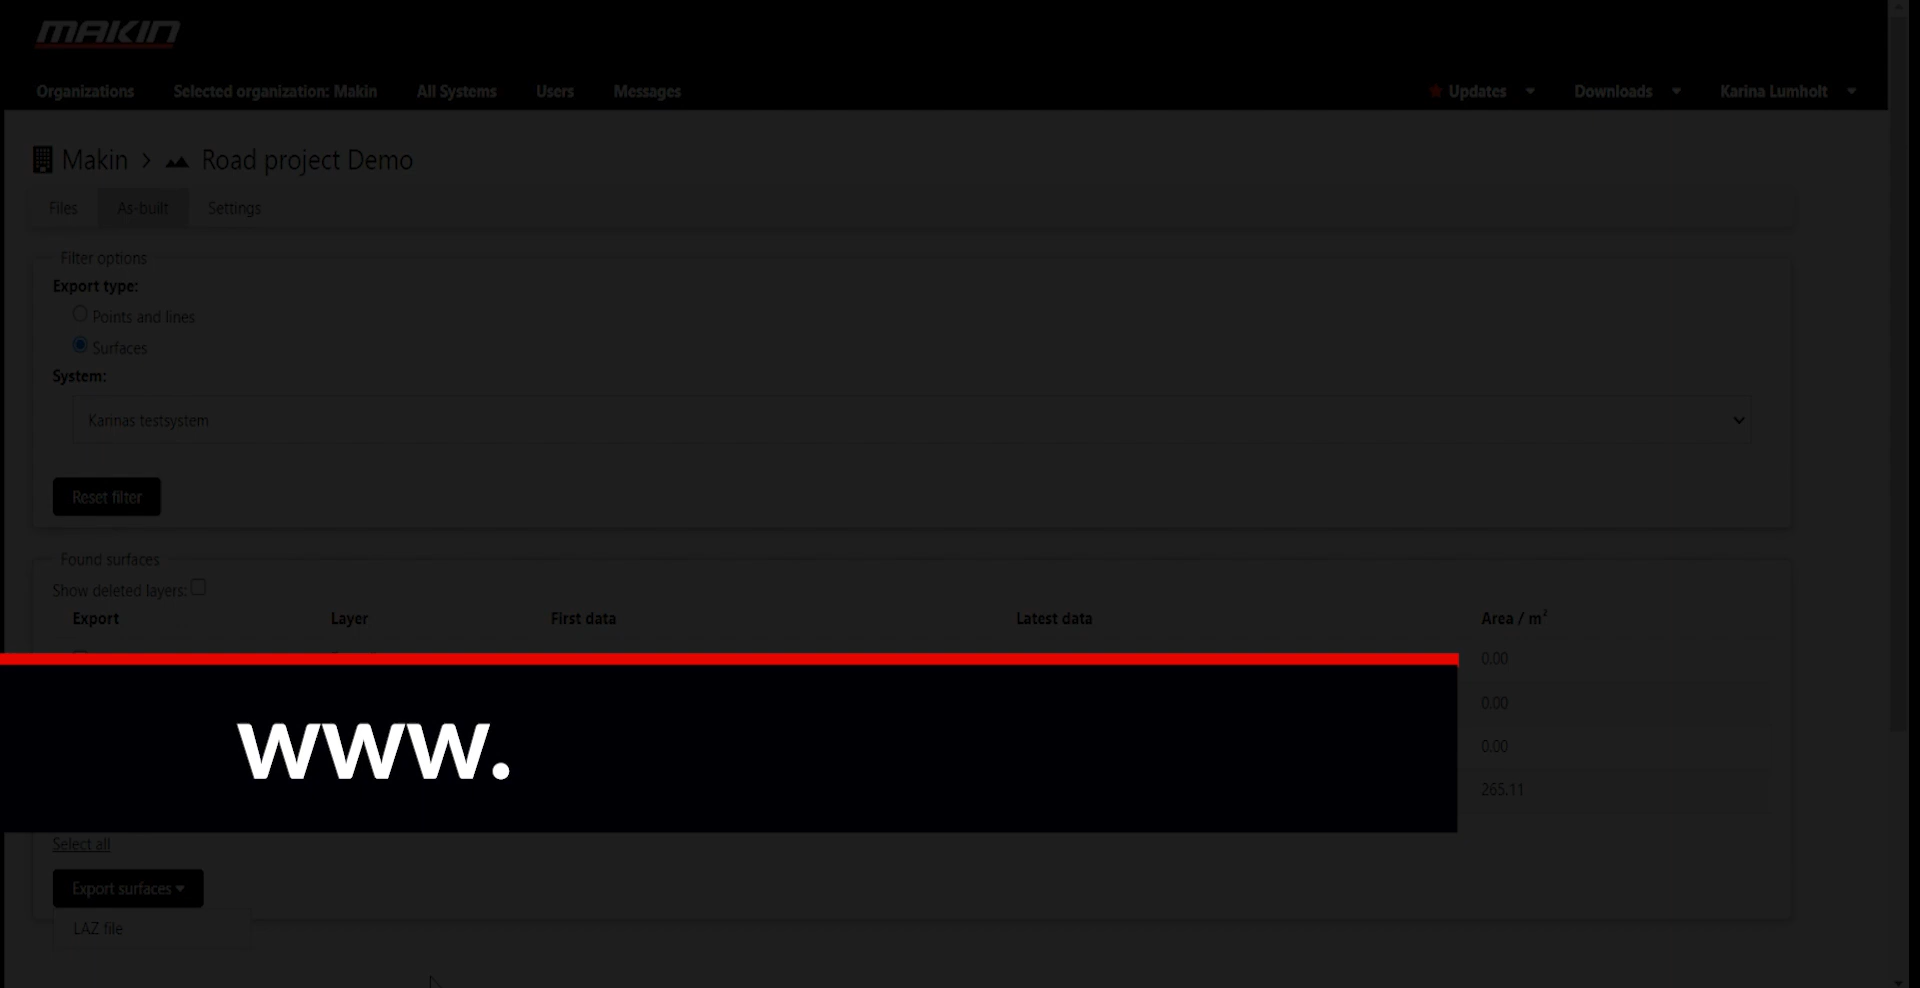 MAKIN
Organizations Selected organization: Makin All Systems Users Messages Updates Downloads Karina Lumholt
Makin > Road project Demo
Files As-built Settings
Filter options
Export type:
Points and lines
Surfaces
System:
Karinas testsystem
Reset filter
Found surfaces
Show deleted layers:
Export Layer First data Latest data Area / m²
0.00
0.00
0.00
265.11
www.
Select all
Export surfaces
LAZ file